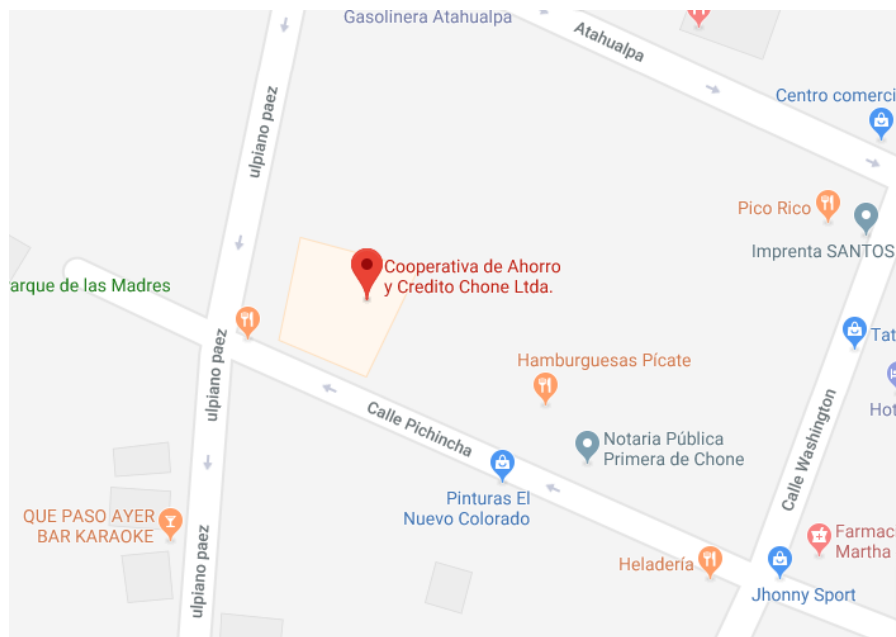 Gasolinera Atahualpa
Atahualpa
ulpiano paez
Centro comerci
Pico Rico
Imprenta SANTOS
Cooperativa de Ahorro
y Credito Chone Ltda.
arque de las Madres
ulpiano paez
Tat
Hamburguesas Pícate
Hot
Calle Pichincha
Calle Washington
Notaria Pública
Primera de Chone
Pinturas El
Nuevo Colorado
QUE PASO AYER
BAR KARAOKE
Farmac
Martha
Heladería
ulpiano paez
Jhonny Sport